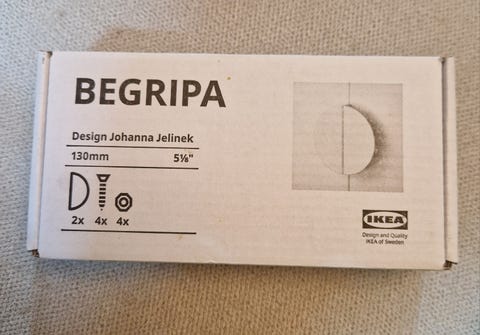 BEGRIPA
Design Johanna Jelinek
130mm 5⅛"
2x 4x 4x
IKEA
Design and Quality
IKEA of Sweden